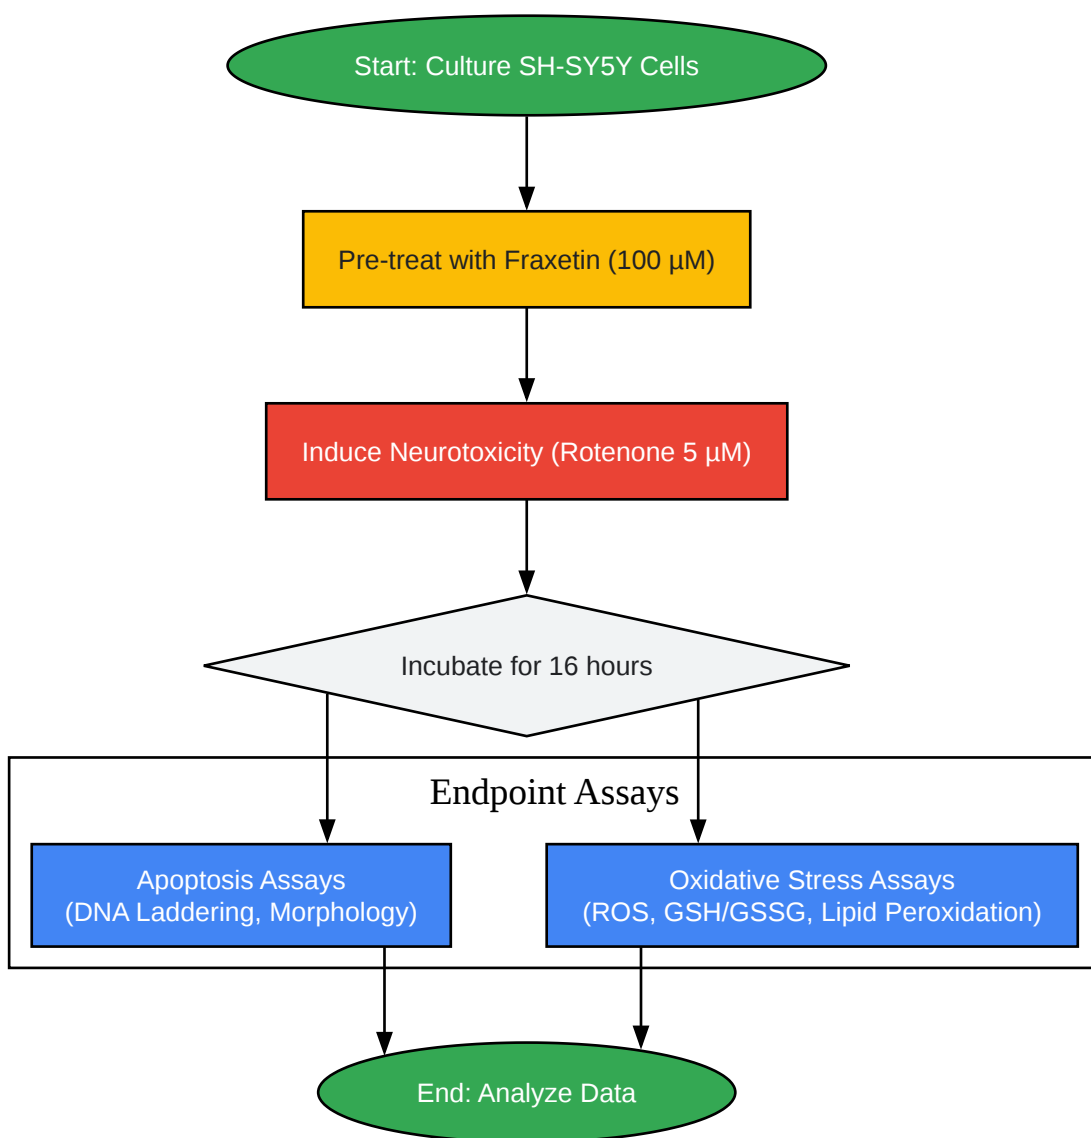 Start: Culture SH-SY5Y Cells
Pre-treat with Fraxetin (100 µM)
Induce Neurotoxicity (Rotenone 5 µM)
Incubate for 16 hours
Endpoint Assays
Apoptosis Assays
(DNA Laddering, Morphology)
Oxidative Stress Assays
(ROS, GSH/GSSG, Lipid Peroxidation)
End: Analyze Data